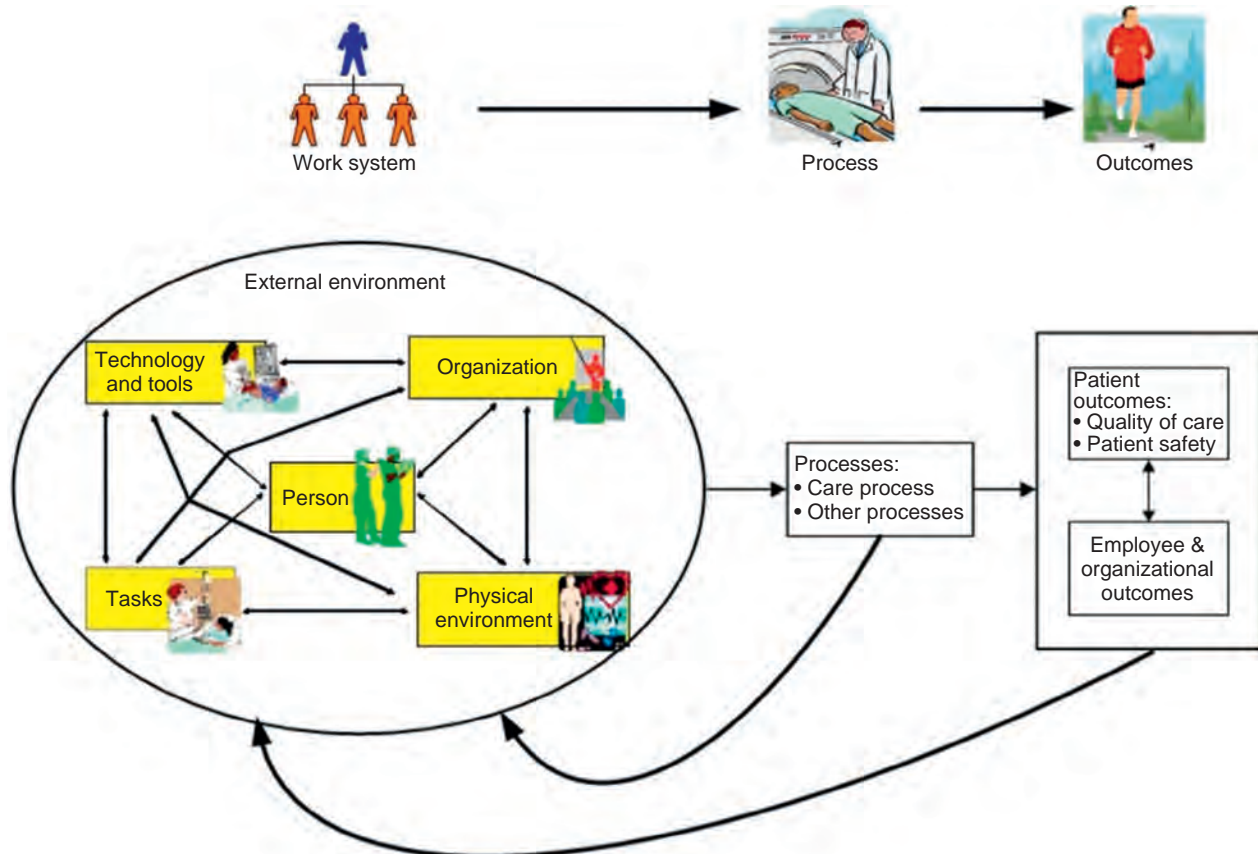 Work system
Process
Outcomes
External environment
Technology
and tools
Organization
Person
Tasks
Physical
environment
Processes:
• Care process
• Other processes
Patient
outcomes:
• Quality of care
• Patient safety
Employee &
organizational
outcomes